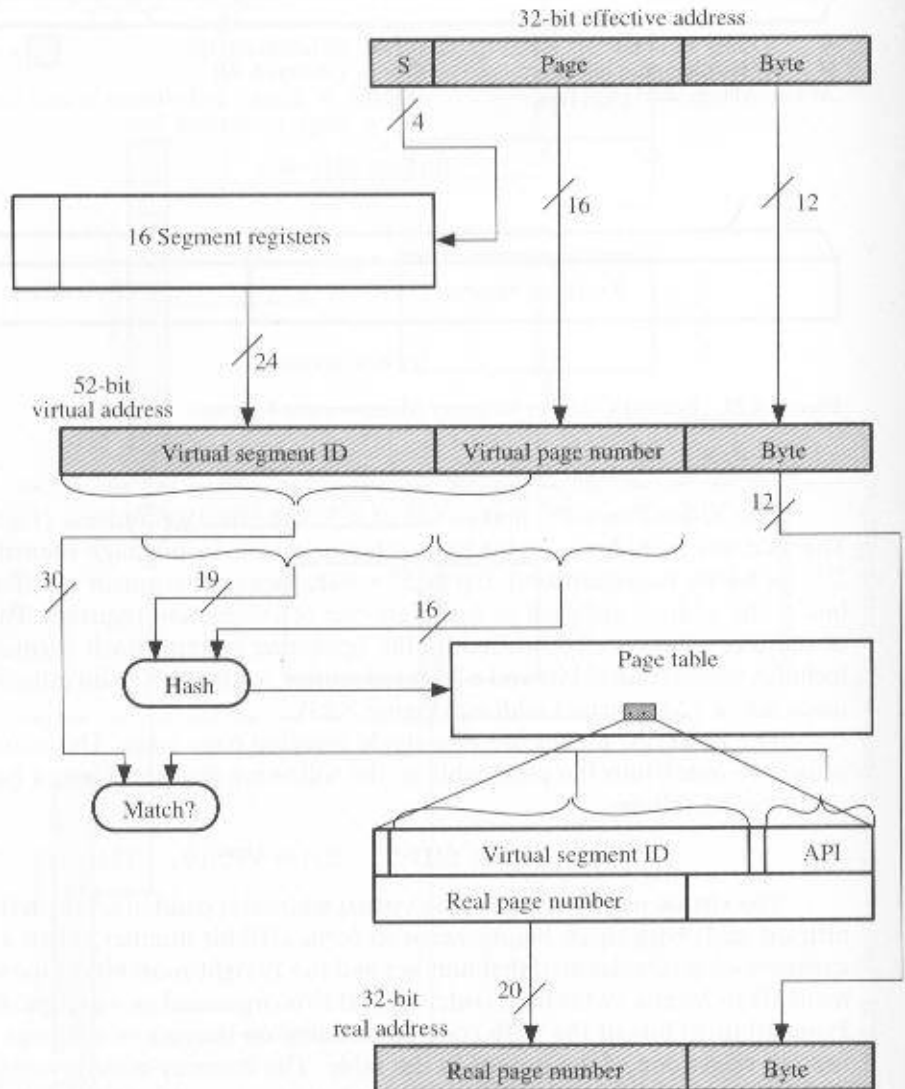 32-bit effective address
S Page Byte
4
16
12
16 Segment registers
24
52-bit
virtual address
Virtual segment ID Virtual page number Byte
12
30
19
16
Page table
Hash
Match?
Virtual segment ID API
Real page number
20
32-bit
real address
Real page number Byte